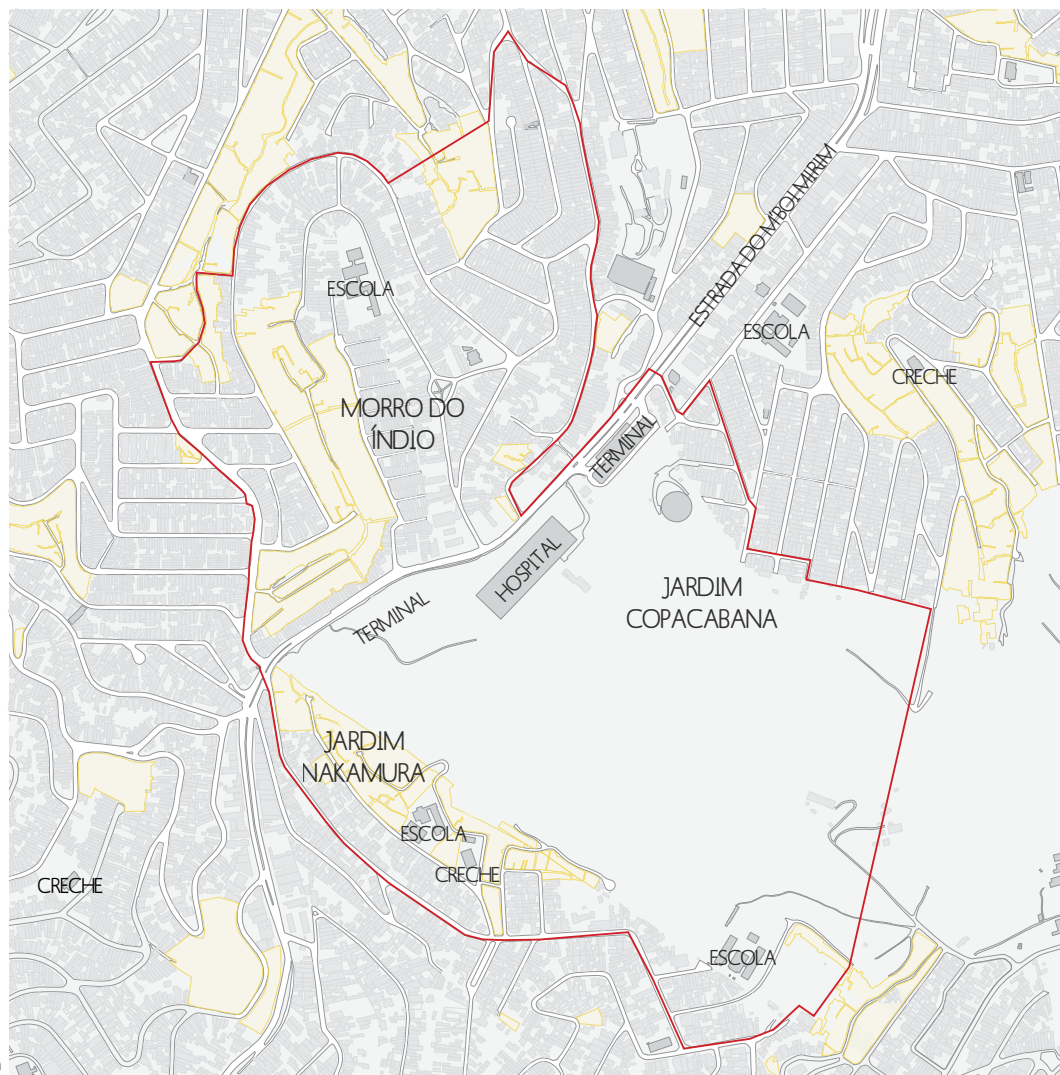 ESTRADA DO M'BOI MIRIM
ESCOLA
ESCOLA
CRECHE
MORRO DO
ÍNDIO
TERMINAL
HOSPITAL
JARDIM
COPACABANA
TERMINAL
JARDIM
NAKAMURA
ESCOLA
CRECHE
CRECHE
ESCOLA